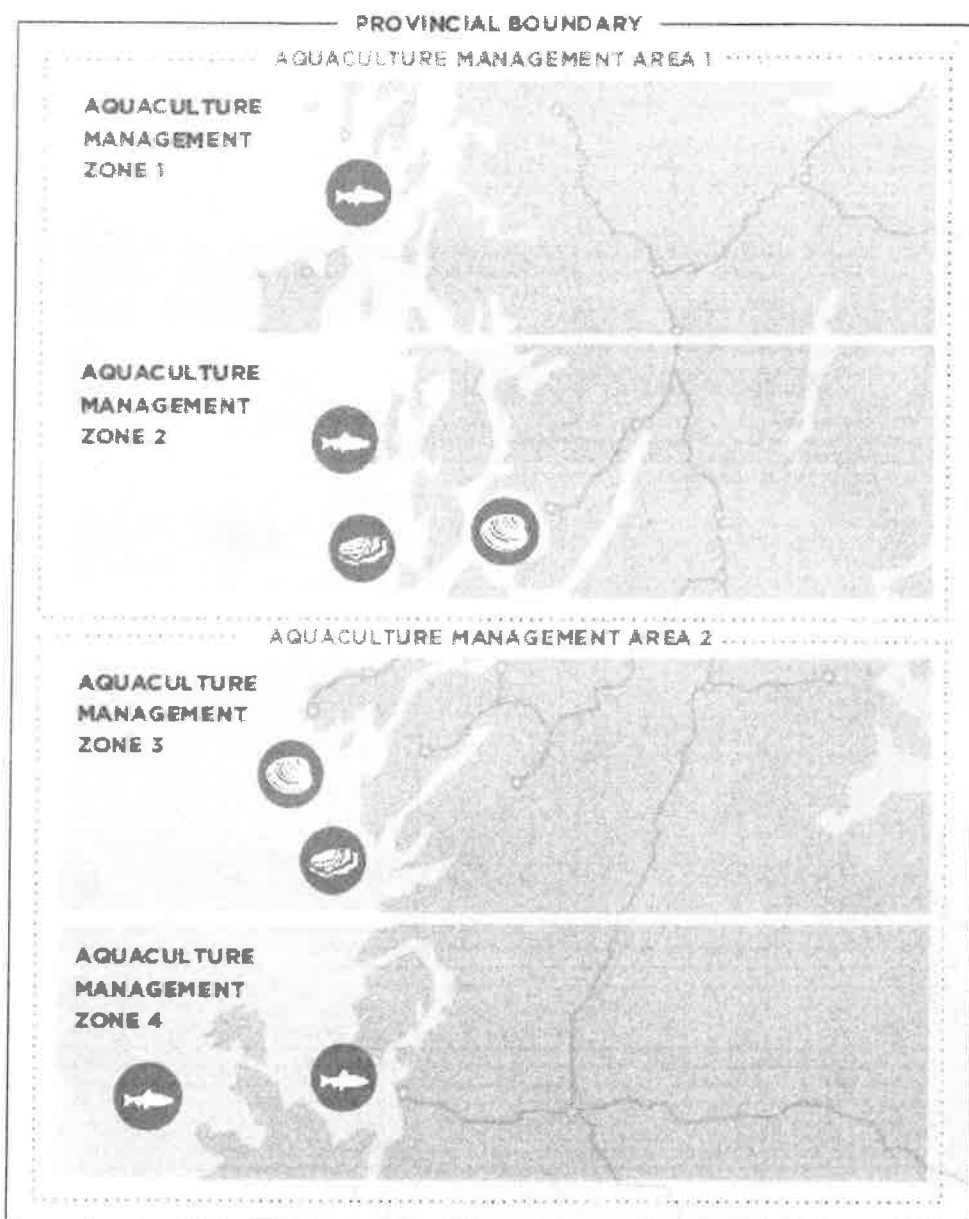 PROVINCIAL BOUNDARY
AQUACULTURE MANAGEMENT AREA 1
AQUACULTURE
MANAGEMENT
ZONE 1
AQUACULTURE
MANAGEMENT
ZONE 2
AQUACULTURE MANAGEMENT AREA 2
AQUACULTURE
MANAGEMENT
ZONE 3
AQUACULTURE
MANAGEMENT
ZONE 4